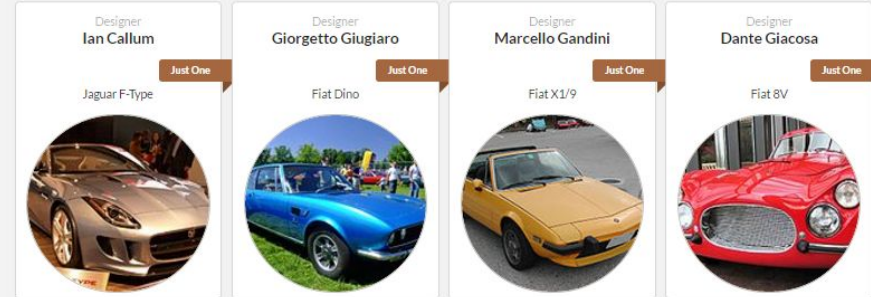 Designer
Ian Callum
Just One
Jaguar F-Type
Designer
Giorgetto Giugiaro
Just One
Fiat Dino
Designer
Marcello Gandini
Just One
Fiat X1/9
Designer
Dante Giacosa
Just One
Fiat 8V